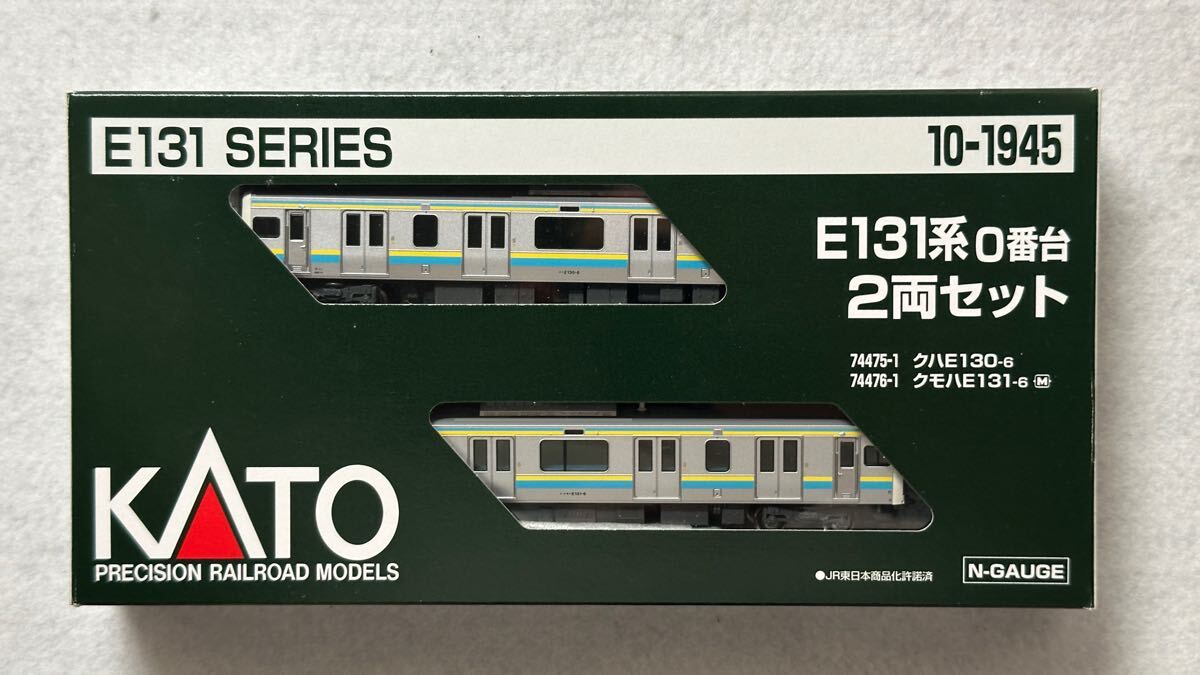 E131 SERIES
10-1945
E131系0番台
2両セット
74475-1 クハE130-6
74476-1 クモハE131-6 M
KATO
PRECISION RAILROAD MODELS
●JR東日本商品化許諾済
N-GAUGE